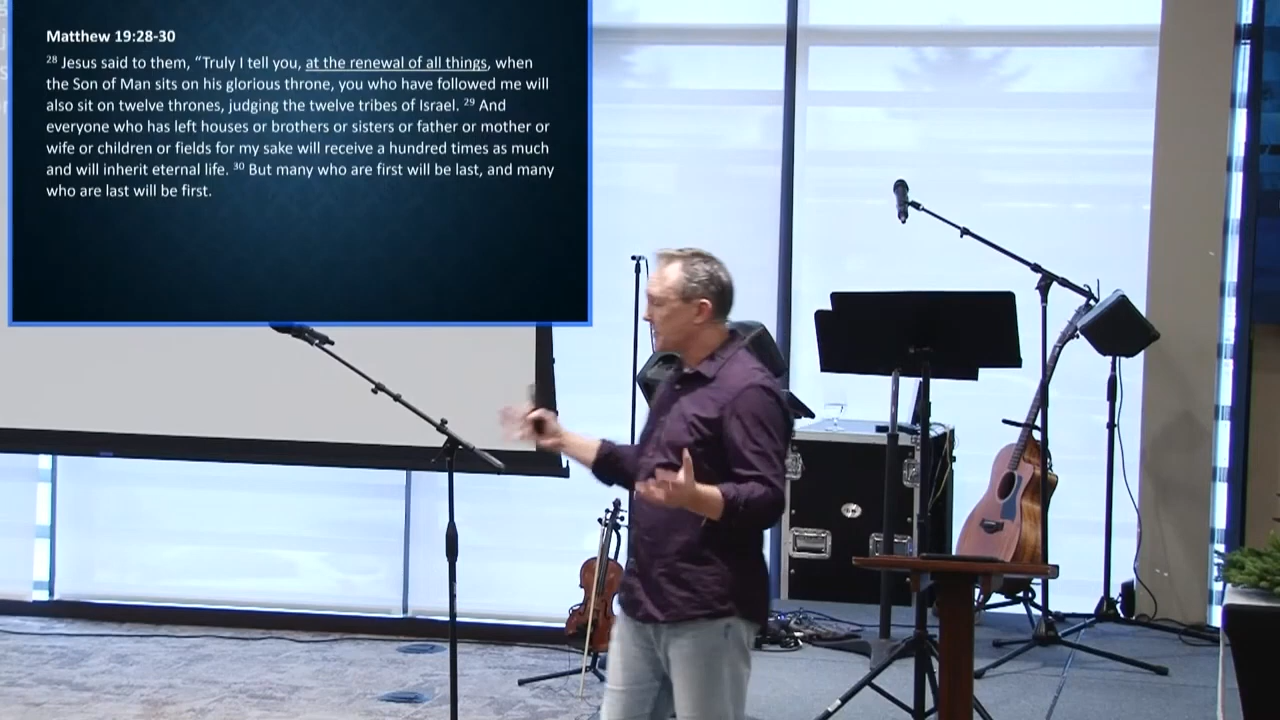 Matthew 19:28-30
28 Jesus said to them, “Truly I tell you, at the renewal of all things, when
the Son of Man sits on his glorious throne, you who have followed me will
also sit on twelve thrones, judging the twelve tribes of Israel. 29 And
everyone who has left houses or brothers or sisters or father or mother or
wife or children or fields for my sake will receive a hundred times as much
and will inherit eternal life. 30 But many who are first will be last, and many
who are last will be first.